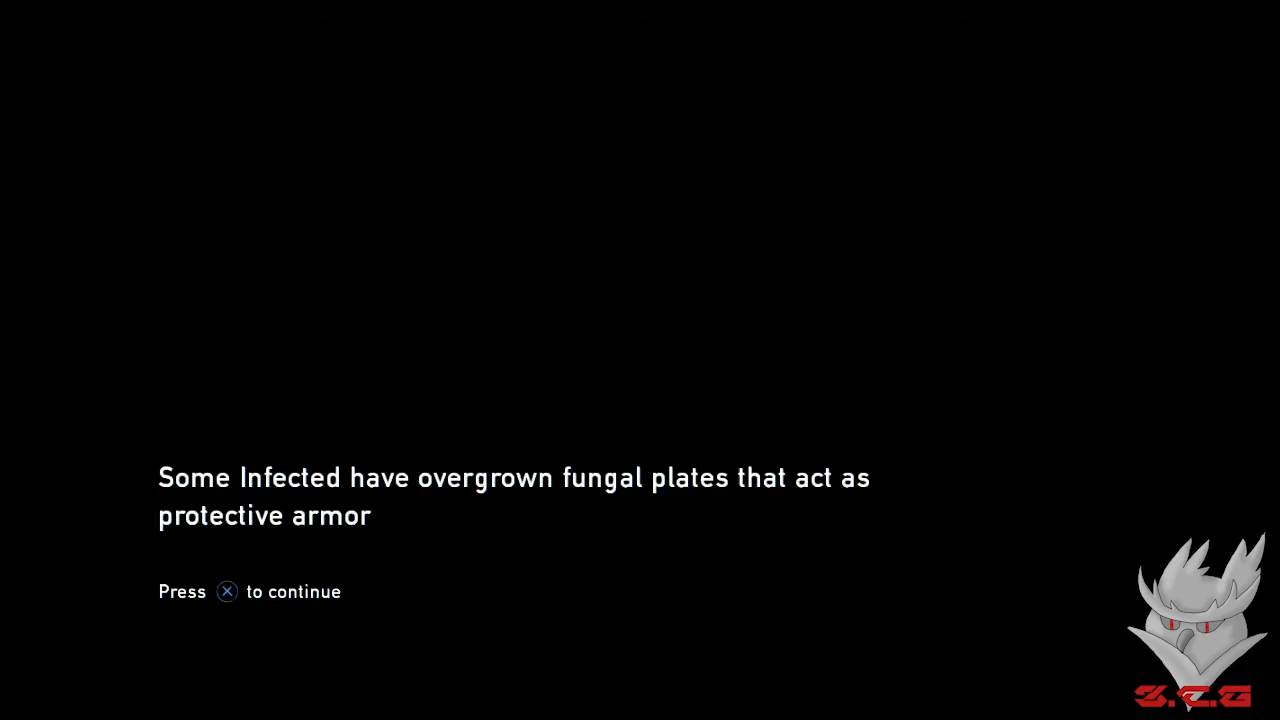 Some Infected have overgrown fungal plates that act as
protective armor
Press ⓧ to continue
S.C.G